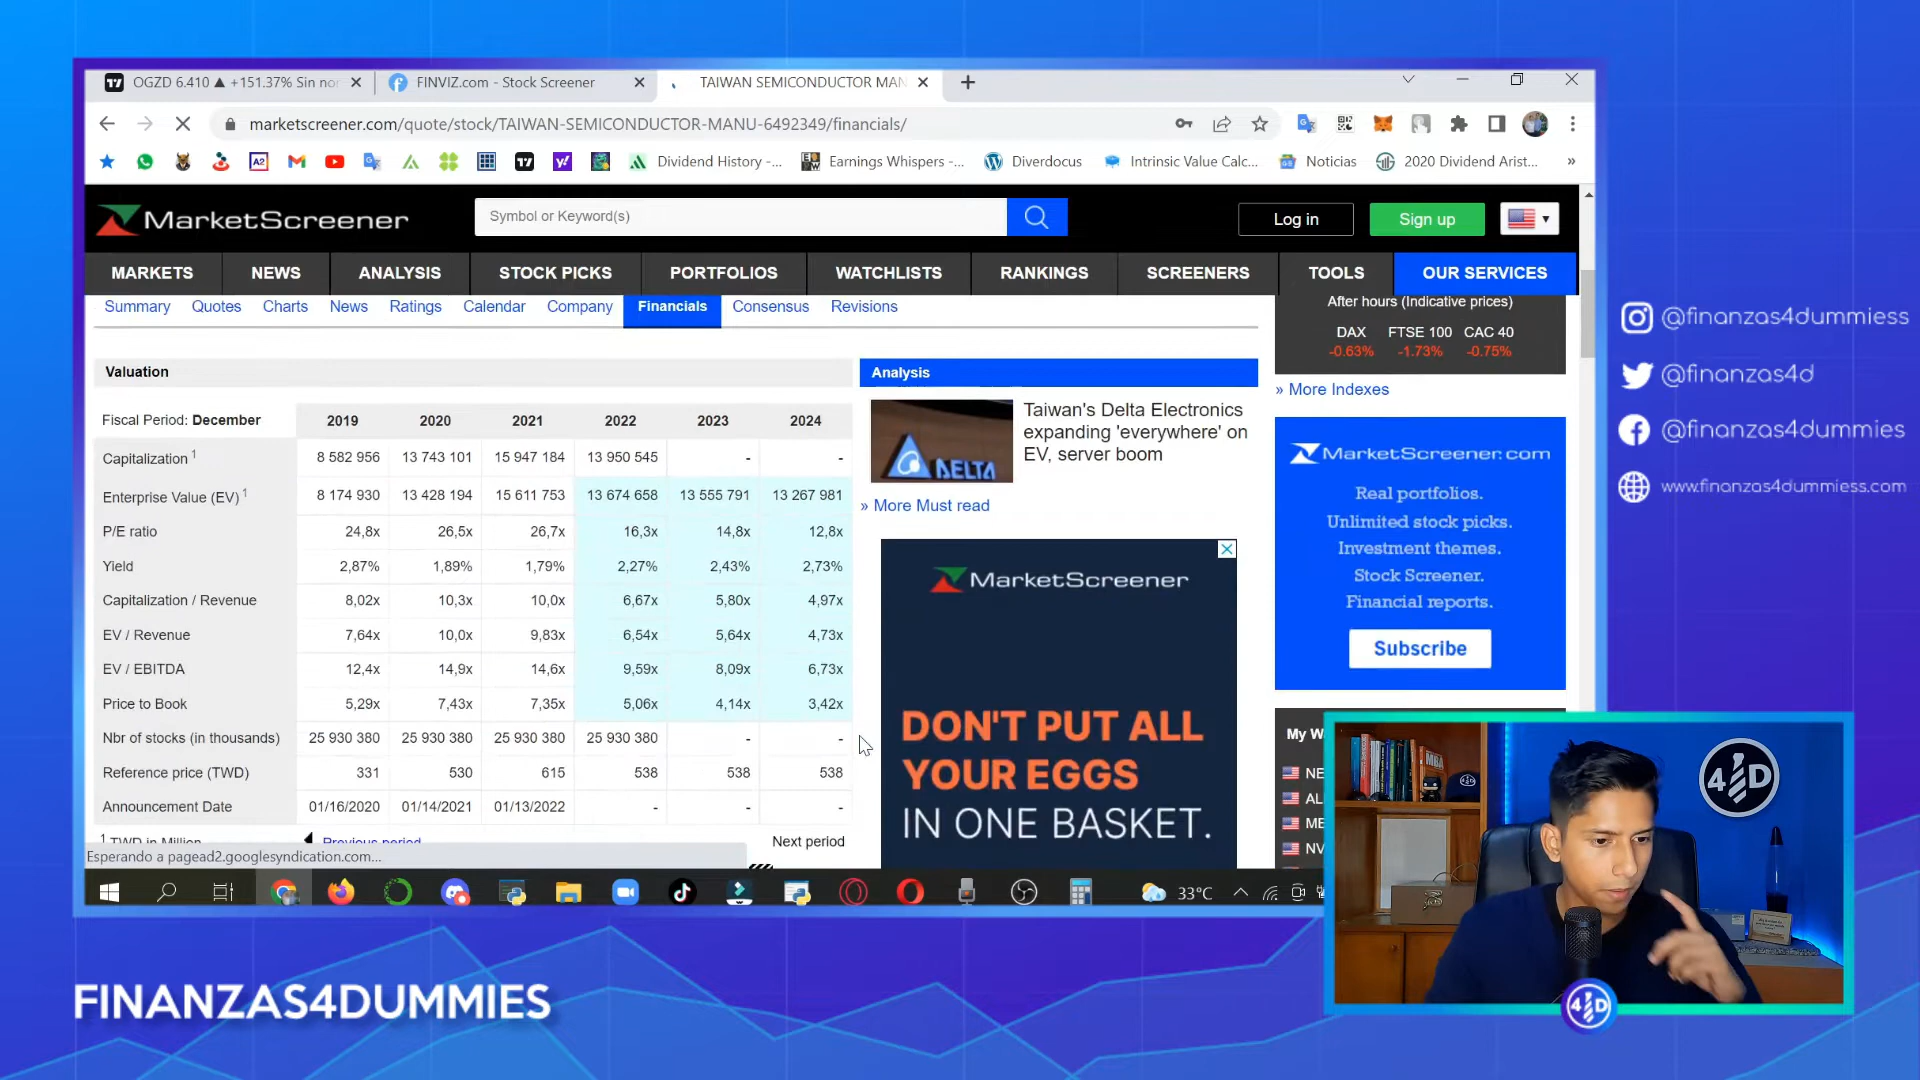 OGZD 6.410 ▲ +151.37% Sin nor
FINVIZ.com - Stock Screener
TAIWAN SEMICONDUCTOR MAN
marketscreener.com/quote/stock/TAIWAN-SEMICONDUCTOR-MANU-6492349/financials/
Dividend History -...
Earnings Whispers -...
Diverdocus
Intrinsic Value Calc...
Noticias
2020 Dividend Arist...
»
MarketScreener
Symbol or Keyword(s)
Log in
Sign up
MARKETS NEWS ANALYSIS STOCK PICKS PORTFOLIOS WATCHLISTS RANKINGS SCREENERS TOOLS OUR SERVICES
Summary Quotes Charts News Ratings Calendar Company Financials Consensus Revisions
Valuation
Fiscal Period: December 2019 2020 2021 2022 2023 2024
Capitalization 1 8 582 956 13 743 101 15 947 184 13 950 545 - -
Enterprise Value (EV) 1 8 174 930 13 428 194 15 611 753 13 674 658 13 555 791 13 267 981
P/E ratio 24,8x 26,5x 26,7x 16,3x 14,8x 12,8x
Yield 2,87% 1,89% 1,79% 2,27% 2,43% 2,73%
Capitalization / Revenue 8,02x 10,3x 10,0x 6,67x 5,80x 4,97x
EV / Revenue 7,64x 10,0x 9,83x 6,54x 5,64x 4,73x
EV / EBITDA 12,4x 14,9x 14,6x 9,59x 8,09x 6,73x
Price to Book 5,29x 7,43x 7,35x 5,06x 4,14x 3,42x
Nbr of stocks (in thousands) 25 930 380 25 930 380 25 930 380 25 930 380 - -
Reference price (TWD) 331 530 615 538 538 538
Announcement Date 01/16/2020 01/14/2021 01/13/2022 - - -
1 TWD in Million
Previous period
Next period
Esperando a pagead2.googlesyndication.com...
Analysis
DELTA
Taiwan's Delta Electronics
expanding 'everywhere' on
EV, server boom
» More Must read
MarketScreener
DON'T PUT ALL
YOUR EGGS
IN ONE BASKET.
After hours (Indicative prices)
DAX FTSE 100 CAC 40
-0.63% -1.73% -0.75%
» More Indexes
MarketScreener.com
Real portfolios.
Unlimited stock picks.
Investment themes.
Stock Screener.
Financial reports.
Subscribe
My W
NE
AL
ME
NV
33°C
@finanzas4dummiess
@finanzas4d
@finanzas4dummies
www.finanzas4dummiess.com
MBA
4D
4D
FINANZAS4DUMMIES